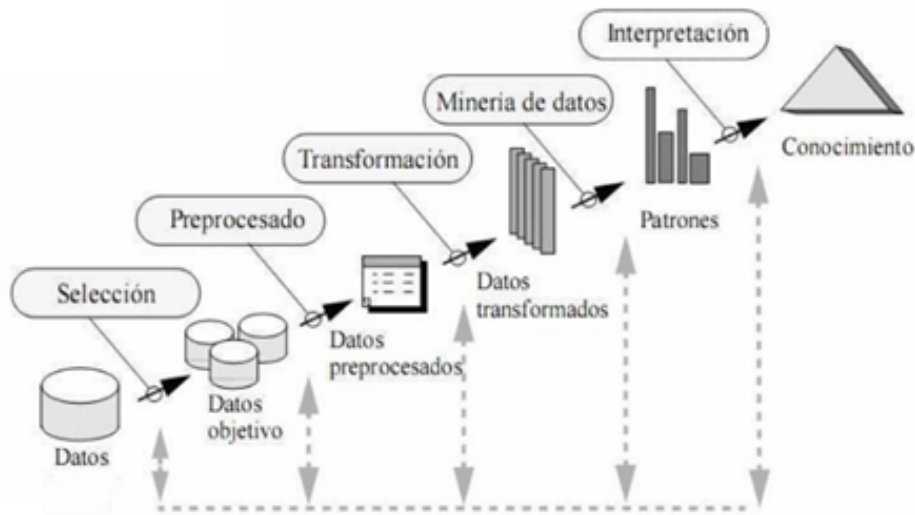 Interpretación
Minería de datos
Conocimiento
Transformación
Preprocesado
Patrones
Selección
Datos
transformados
Datos
preprocesados
Datos
objetivo
Datos